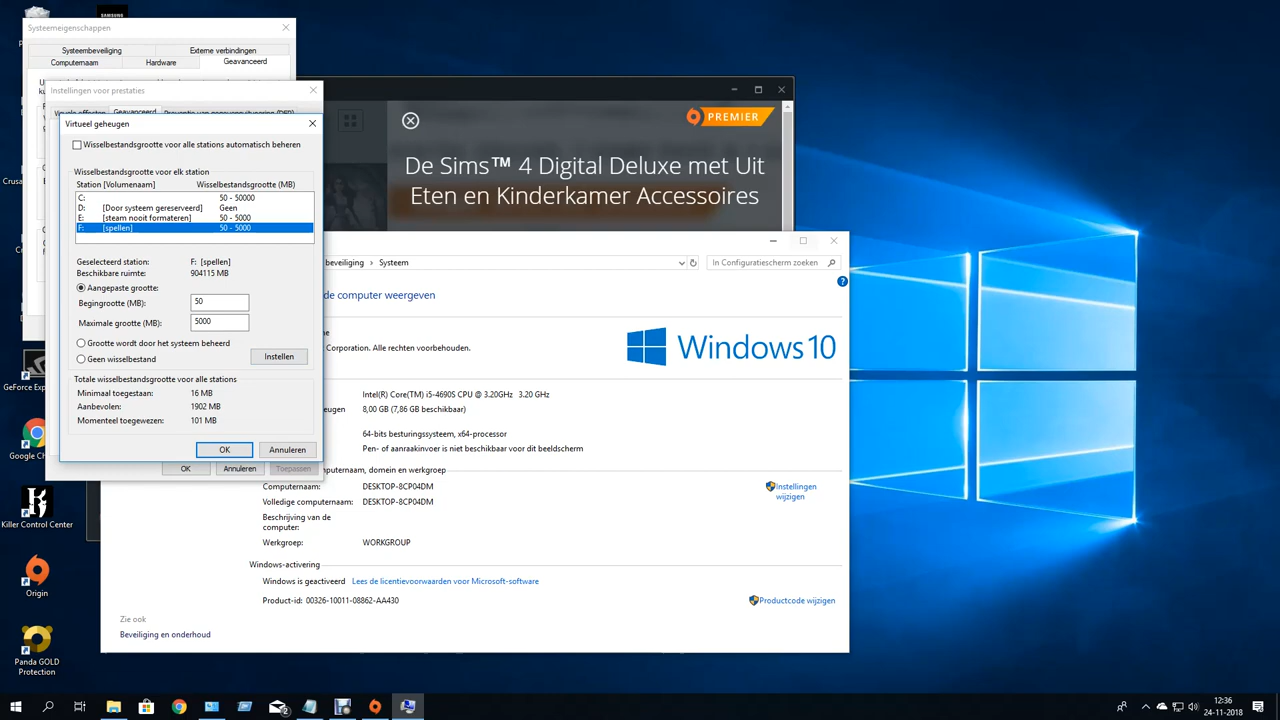 SAMSUNG
Systeemeigenschappen
Systeembeveiliging
Externe verbindingen
Computernaam
Hardware
Geavanceerd
Instellingen voor prestaties
Geavanceerd
Virtueel geheugen
Wisselbestandsgrootte voor alle stations automatisch beheren
Wisselbestandsgrootte voor elk station
Station [Volumenaam] Wisselbestandsgrootte (MB)
C: 50 - 50000
D: [Door systeem gereserveerd] Geen
E: [steam nooit formateren] 50 - 5000
F: [spellen] 50 - 5000
Geselecteerd station: F: [spellen]
Beschikbare ruimte: 904115 MB
Aangepaste grootte:
Begingrootte (MB): 50
Maximale grootte (MB): 5000
Grootte wordt door het systeem beheerd
Geen wisselbestand
Instellen
Totale wisselbestandsgrootte voor alle stations
Minimaal toegestaan: 16 MB
Aanbevolen: 1902 MB
Momenteel toegewezen: 101 MB
OK
Annuleren
OK
Annuleren
Toepassen
PREMIER
De Sims™ 4 Digital Deluxe met Uit
Eten en Kinderkamer Accessoires
beveiliging > Systeem
In Configuratiescherm zoeken
de computer weergeven
Corporation. Alle rechten voorbehouden.
Windows 10
Intel(R) Core(TM) i5-4690S CPU @ 3.20GHz 3.20 GHz
eugen 8,00 GB (7,86 GB beschikbaar)
64-bits besturingssysteem, x64-processor
Pen- of aanraakinvoer is niet beschikbaar voor dit beeldscherm
mputernaam, domein en werkgroep
Computernaam: DESKTOP-8CP04DM
Instellingen
wijzigen
Volledige computernaam: DESKTOP-8CP04DM
Beschrijving van de
computer:
Werkgroep: WORKGROUP
Windows-activering
Windows is geactiveerd Lees de licentievoorwaarden voor Microsoft-software
Product-id: 00326-10011-08862-AA430
Productcode wijzigen
Zie ook
Beveiliging en onderhoud
GeForce Exp
Google Ch
Killer Control Center
Origin
Panda GOLD
Protection
2
12:36
24-11-2018